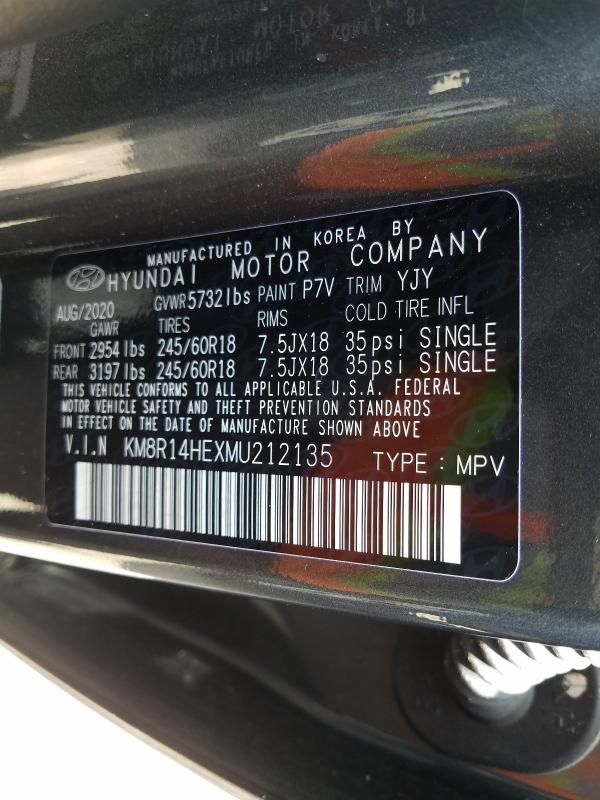 MANUFACTURED IN KOREA BY
HYUNDAI MOTOR COMPANY
AUG/2020 GVWR 5732lbs PAINT P7V TRIM YJY
GAWR TIRES RIMS COLD TIRE INFL
FRONT 2954 lbs 245/60R18 7.5JX18 35psi SINGLE
REAR 3197 lbs 245/60R18 7.5JX18 35psi SINGLE
THIS VEHICLE CONFORMS TO ALL APPLICABLE U.S.A. FEDERAL
MOTOR VEHICLE SAFETY AND THEFT PREVENTION STANDARDS
IN EFFECT ON THE DATE OF MANUFACTURE SHOWN ABOVE
V.I.N KM8R14HEXMU212135 TYPE : MPV